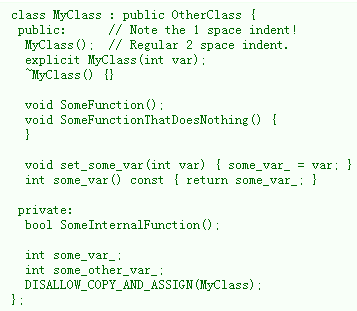 class MyClass : public OtherClass {
 public:      // Note the 1 space indent!
  MyClass();  // Regular 2 space indent.
  explicit MyClass(int var);
  ~MyClass() {}

  void SomeFunction();
  void SomeFunctionThatDoesNothing() {
  }

  void set_some_var(int var) { some_var_ = var; }
  int some_var() const { return some_var_; }

 private:
  bool SomeInternalFunction();

  int some_var_;
  int some_other_var_;
  DISALLOW_COPY_AND_ASSIGN(MyClass);
};